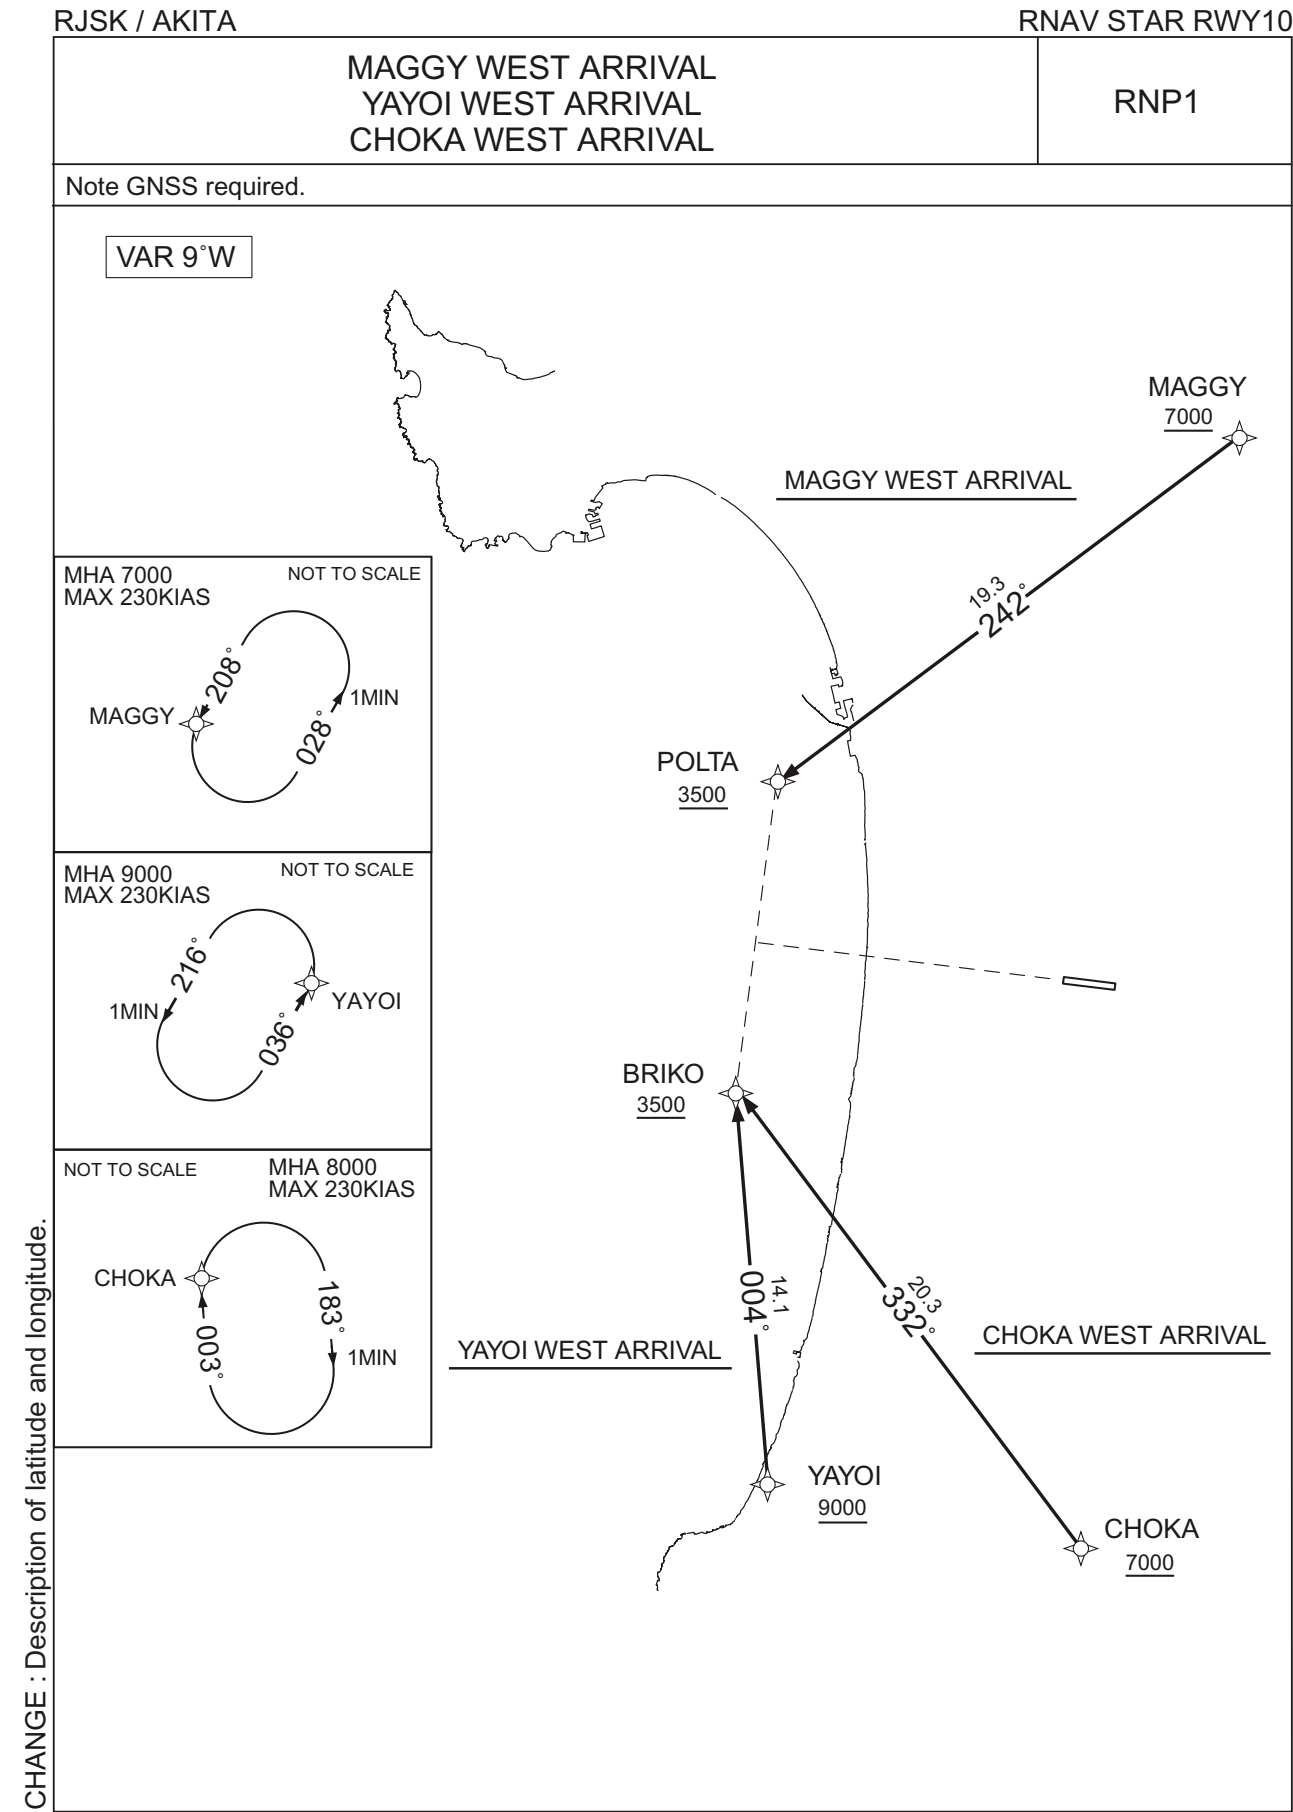 RJSK / AKITA
RNAV STAR RWY10
MAGGY WEST ARRIVAL
YAYOI WEST ARRIVAL
CHOKA WEST ARRIVAL
RNP1
Note GNSS required.
VAR 9˚W
MAGGY
7000
MAGGY WEST ARRIVAL
19.3
242˚
MHA 7000
MAX 230KIAS
NOT TO SCALE
208˚
MAGGY
1MIN
028˚
POLTA
3500
MHA 9000
MAX 230KIAS
NOT TO SCALE
216˚
1MIN
YAYOI
036˚
BRIKO
3500
NOT TO SCALE
MHA 8000
MAX 230KIAS
CHOKA
183˚
003˚
1MIN
14.1
004˚
20.3
332˚
YAYOI WEST ARRIVAL
CHOKA WEST ARRIVAL
YAYOI
9000
CHOKA
7000
CHANGE : Description of latitude and longitude.